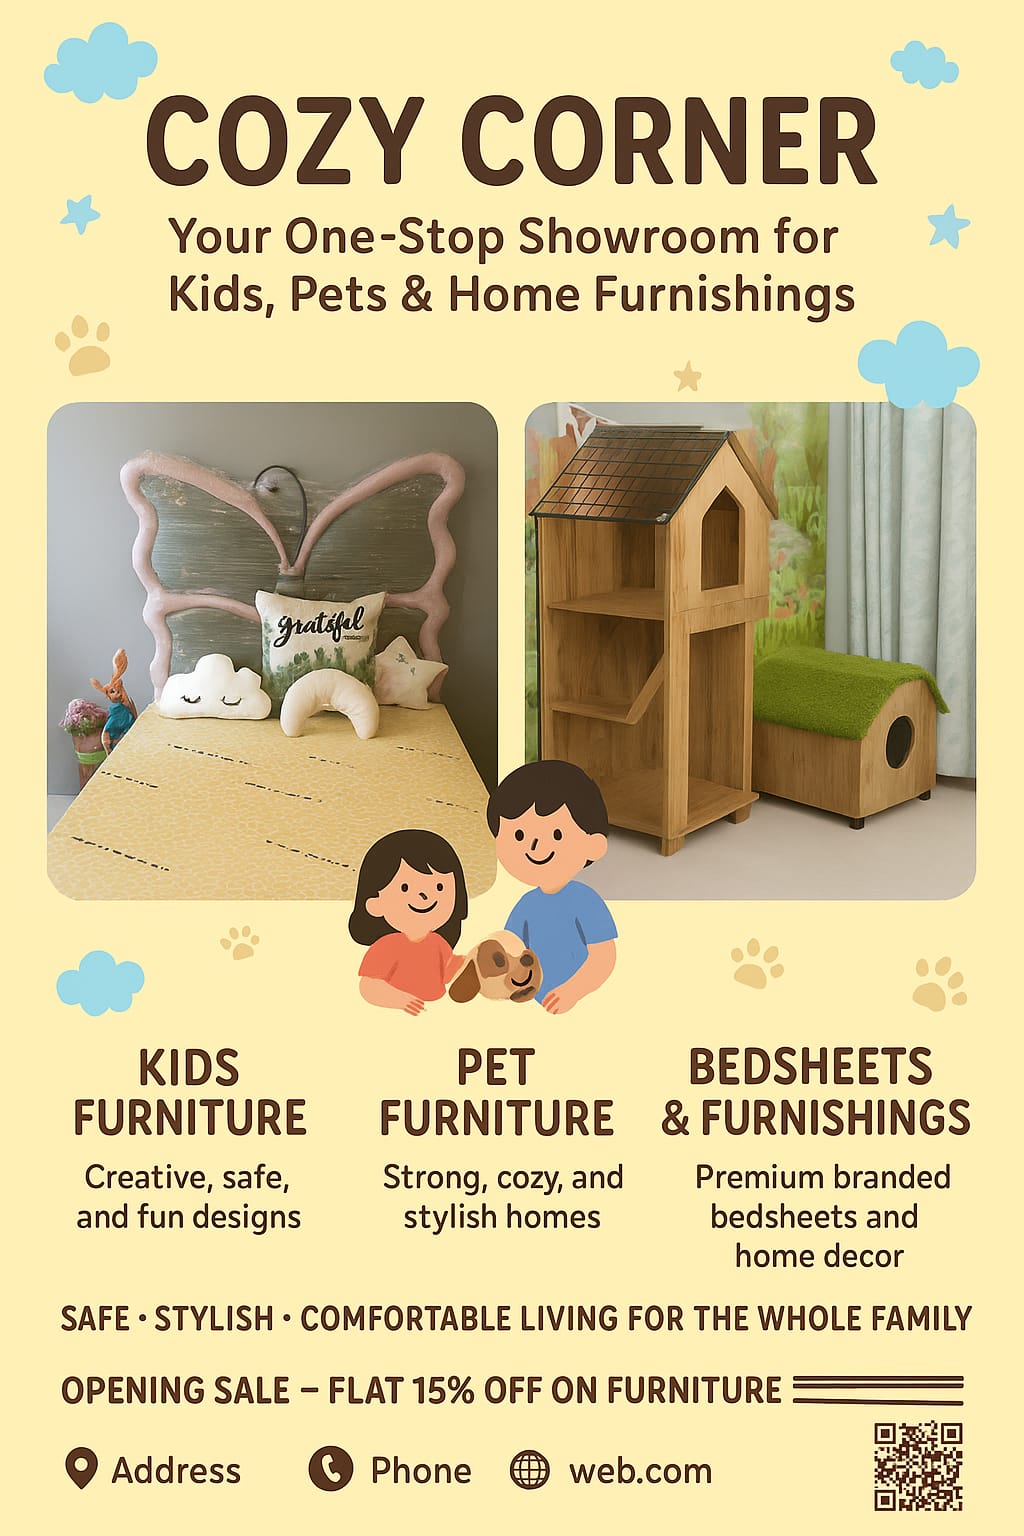 COZY CORNER
Your One-Stop Showroom for
Kids, Pets & Home Furnishings
gratsful
KIDS
FURNITURE
Creative, safe,
and fun designs
PET
FURNITURE
Strong, cozy, and
stylish homes
BEDSHEETS
& FURNISHINGS
Premium branded
bedsheets and
home decor
SAFE • STYLISH • COMFORTABLE LIVING FOR THE WHOLE FAMILY
OPENING SALE – FLAT 15% OFF ON FURNITURE
Address
Phone
web.com